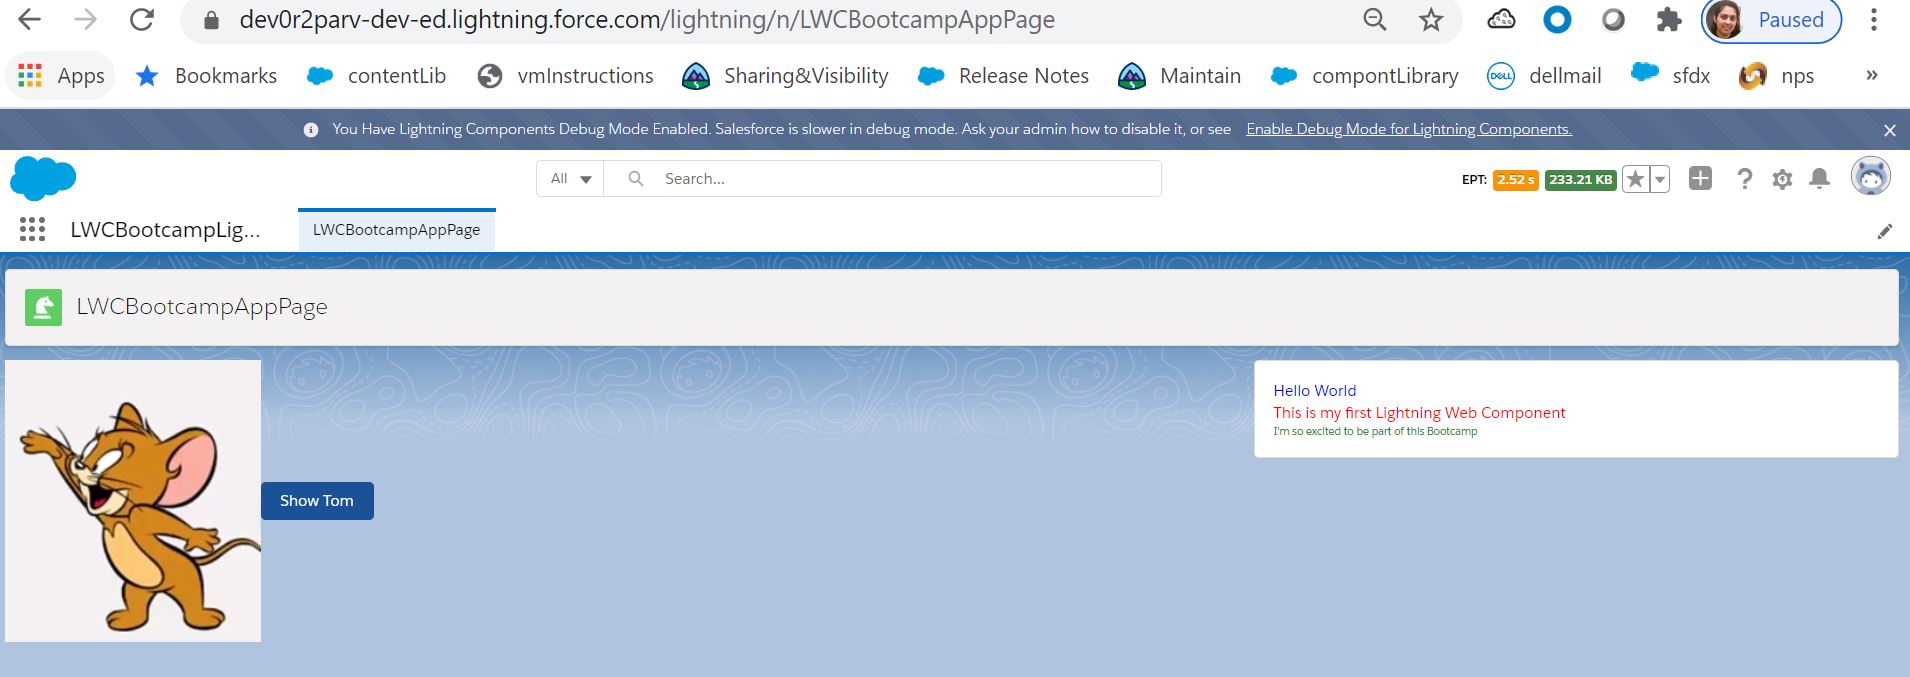 dev0r2parv-dev-ed.lightning.force.com/lightning/n/LWCBootcampAppPage
Paused
Apps Bookmarks contentLib vmInstructions Sharing&Visibility Release Notes Maintain compontLibrary DELL dellmail sfdx nps »
You Have Lightning Components Debug Mode Enabled. Salesforce is slower in debug mode. Ask your admin how to disable it, or see Enable Debug Mode for Lightning Components.
All Search...
EPT: 2.52 s 233.21 KB
LWCBootcampLig... LWCBootcampAppPage
LWCBootcampAppPage
Hello World
This is my first Lightning Web Component
I'm so excited to be part of this Bootcamp
Show Tom